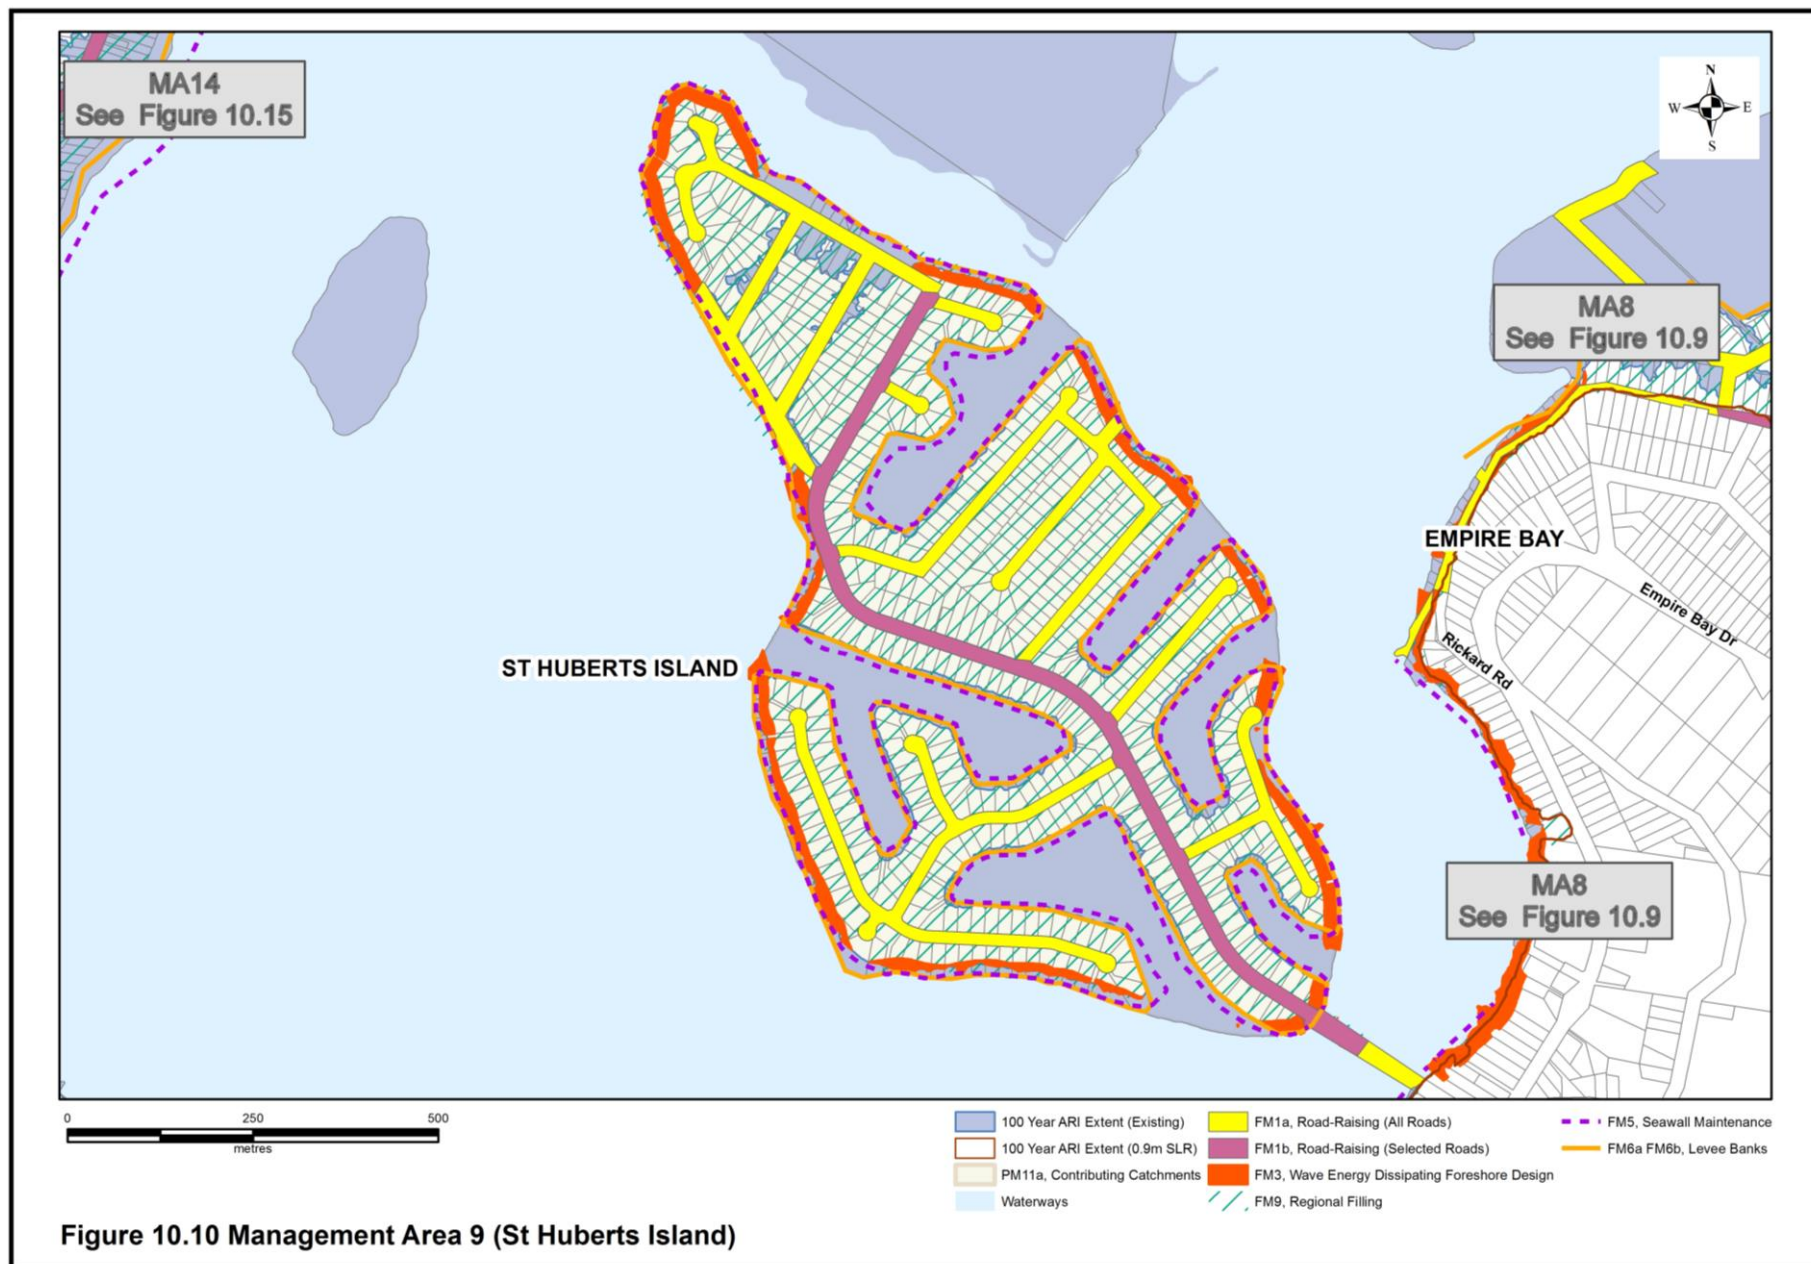 MA14
See Figure 10.15
N
W E
S
MA8
See Figure 10.9
EMPIRE BAY
Empire Bay Dr
Rickard Rd
ST HUBERTS ISLAND
MA8
See Figure 10.9
0 250 500
metres
100 Year ARI Extent (Existing)
100 Year ARI Extent (0.9m SLR)
PM11a, Contributing Catchments
Waterways
FM1a, Road-Raising (All Roads)
FM1b, Road-Raising (Selected Roads)
FM3, Wave Energy Dissipating Foreshore Design
FM9, Regional Filling
FM5, Seawall Maintenance
FM6a FM6b, Levee Banks
Figure 10.10 Management Area 9 (St Huberts Island)